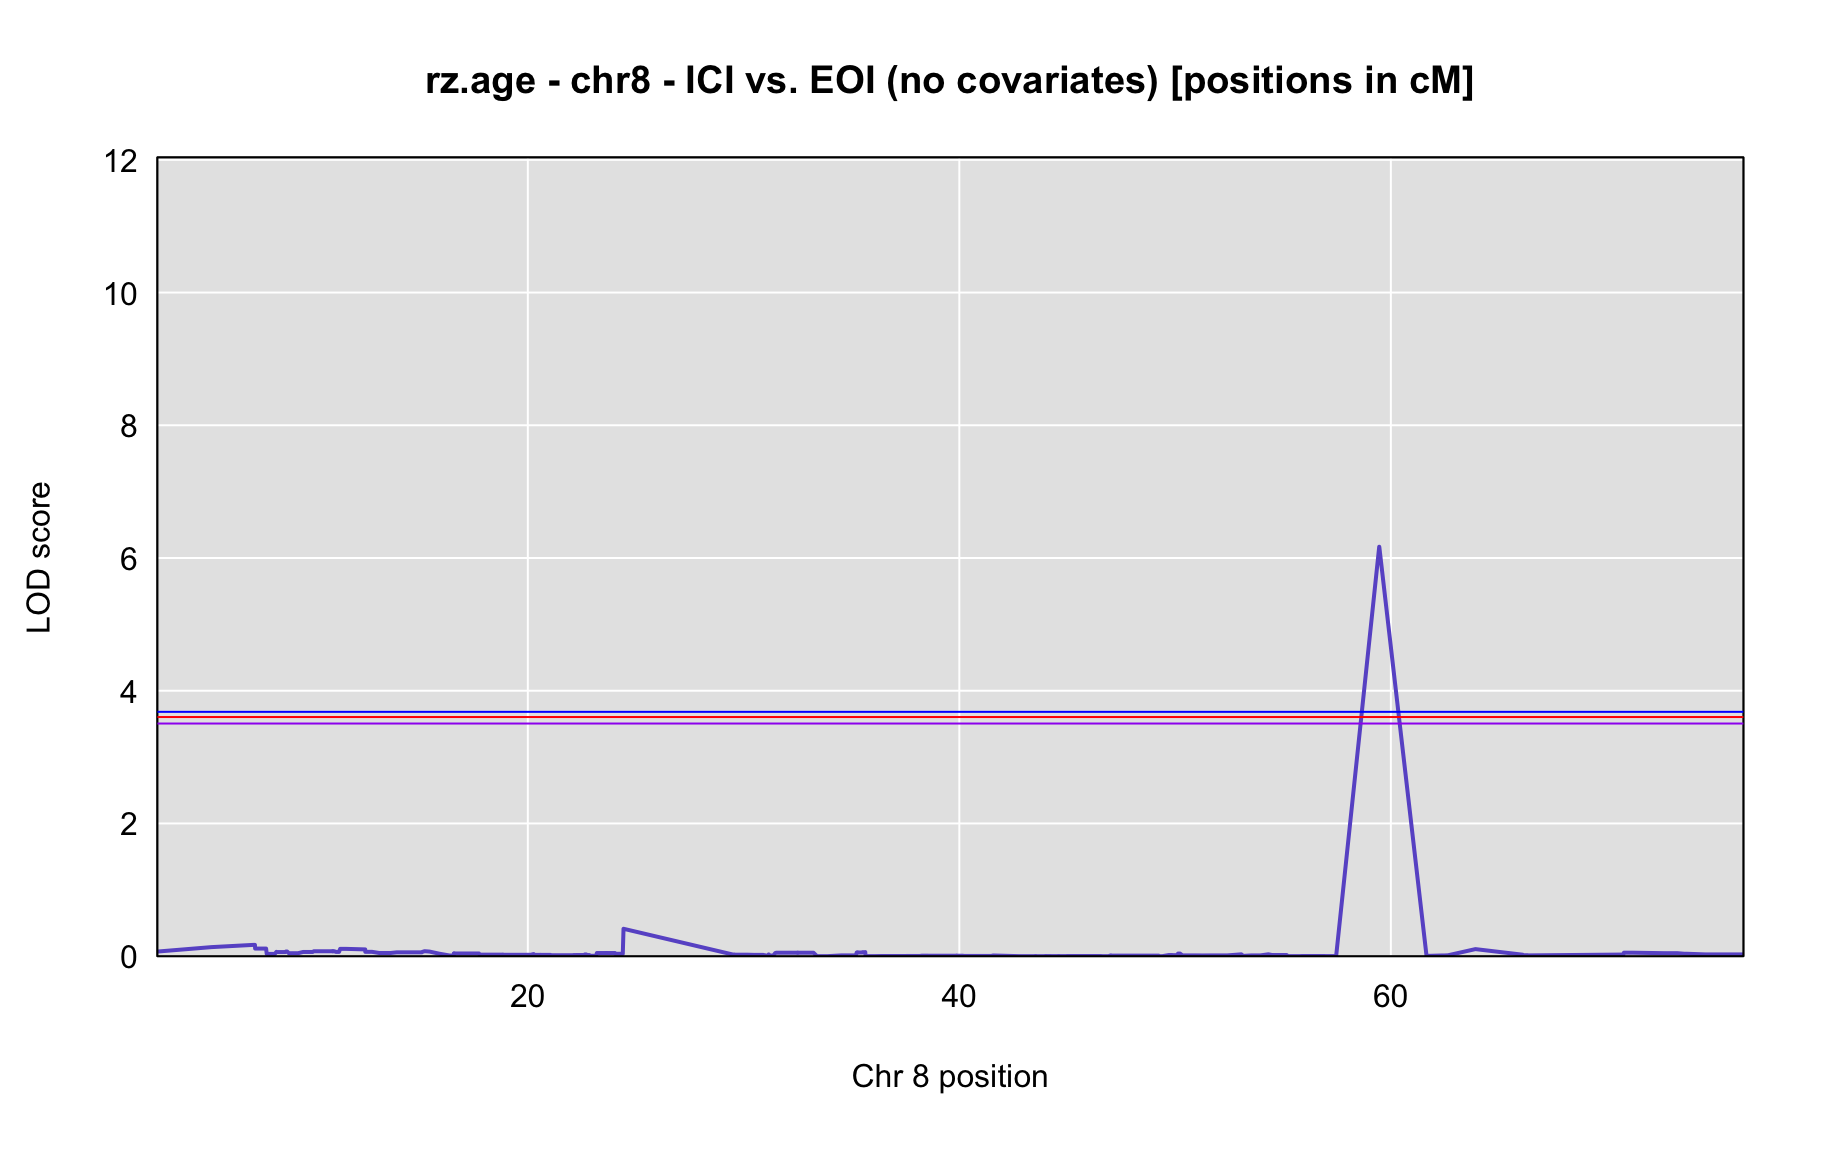 rz.age - chr8 - ICI vs. EOI (no covariates) [positions in cM]
12
10
8
6
4
2
0
LOD score
20 40 60
Chr 8 position